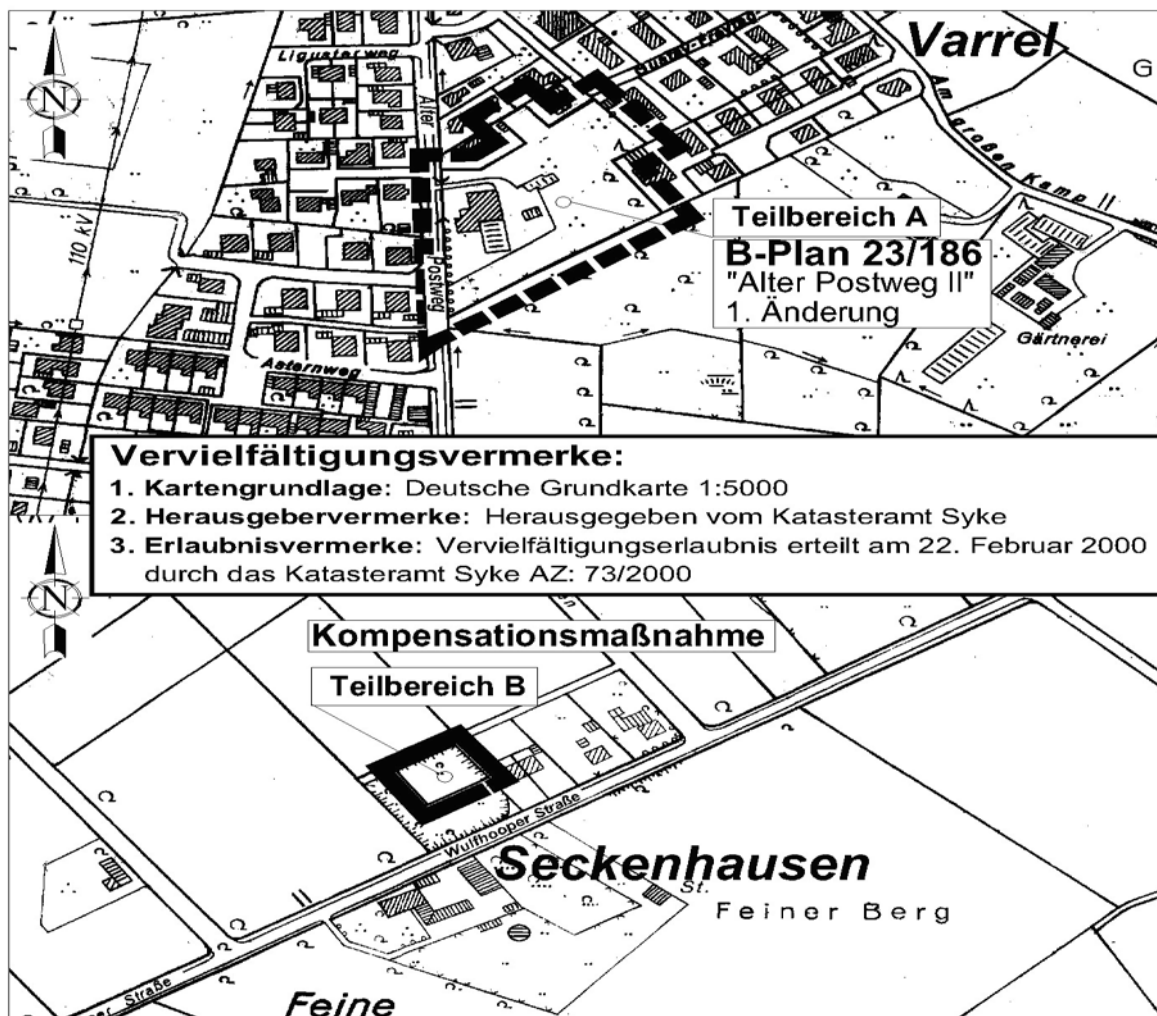 Varrel
Ligusterweg
N
G
Alter
Am großen Kamp
110 KV
Teilbereich A
B-Plan 23/186
"Alter Postweg II"
1. Änderung
Postweg
Gärtnerei
Asternweg
Vervielfältigungsvermerke:
1. Kartengrundlage: Deutsche Grundkarte 1:5000
2. Herausgebervermerke: Herausgegeben vom Katasteramt Syke
3. Erlaubnisvermerke: Vervielfältigungserlaubnis erteilt am 22. Februar 2000
durch das Katasteramt Syke AZ: 73/2000
N
Kompensationsmaßnahme
Teilbereich B
Wulfhooper Straße
Seckenhausen
St.
Feiner Berg
Straße
Feine